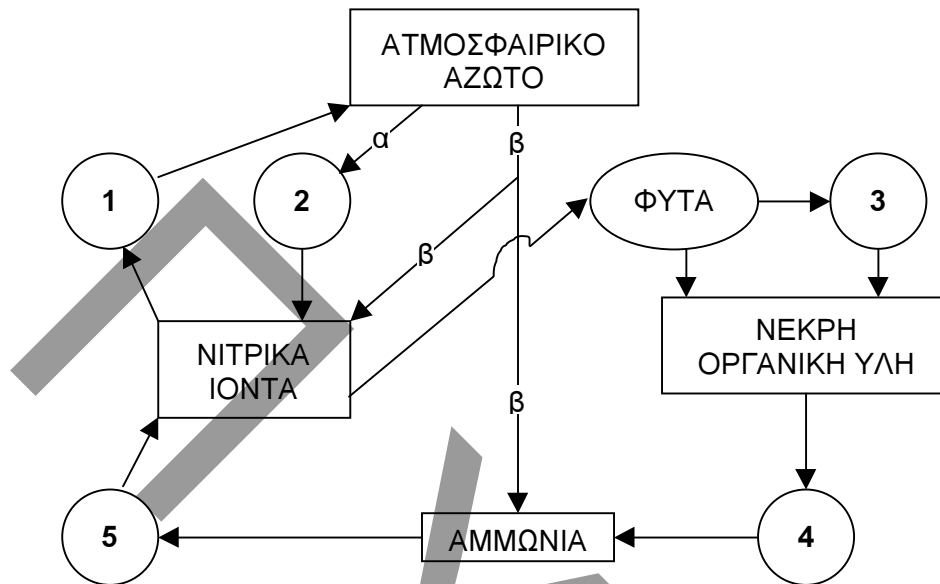 ΑΤΜΟΣΦΑΙΡΙΚΟ
ΑΖΩΤΟ
α
β
1
2
ΦΥΤΑ
3
β
ΝΙΤΡΙΚΑ
ΙΟΝΤΑ
ΝΕΚΡΗ
ΟΡΓΑΝΙΚΗ ΥΛΗ
β
5
ΑΜΜΩΝΙΑ
4